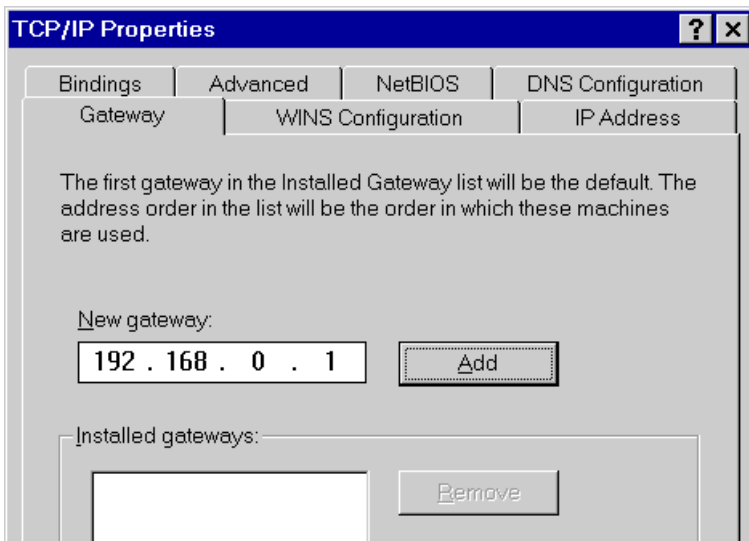 TCP/IP Properties
Bindings Advanced NetBIOS DNS Configuration
Gateway WINS Configuration IP Address
The first gateway in the Installed Gateway list will be the default. The
address order in the list will be the order in which these machines
are used.
New gateway:
192 . 168 . 0 . 1 Add
Installed gateways:
Remove